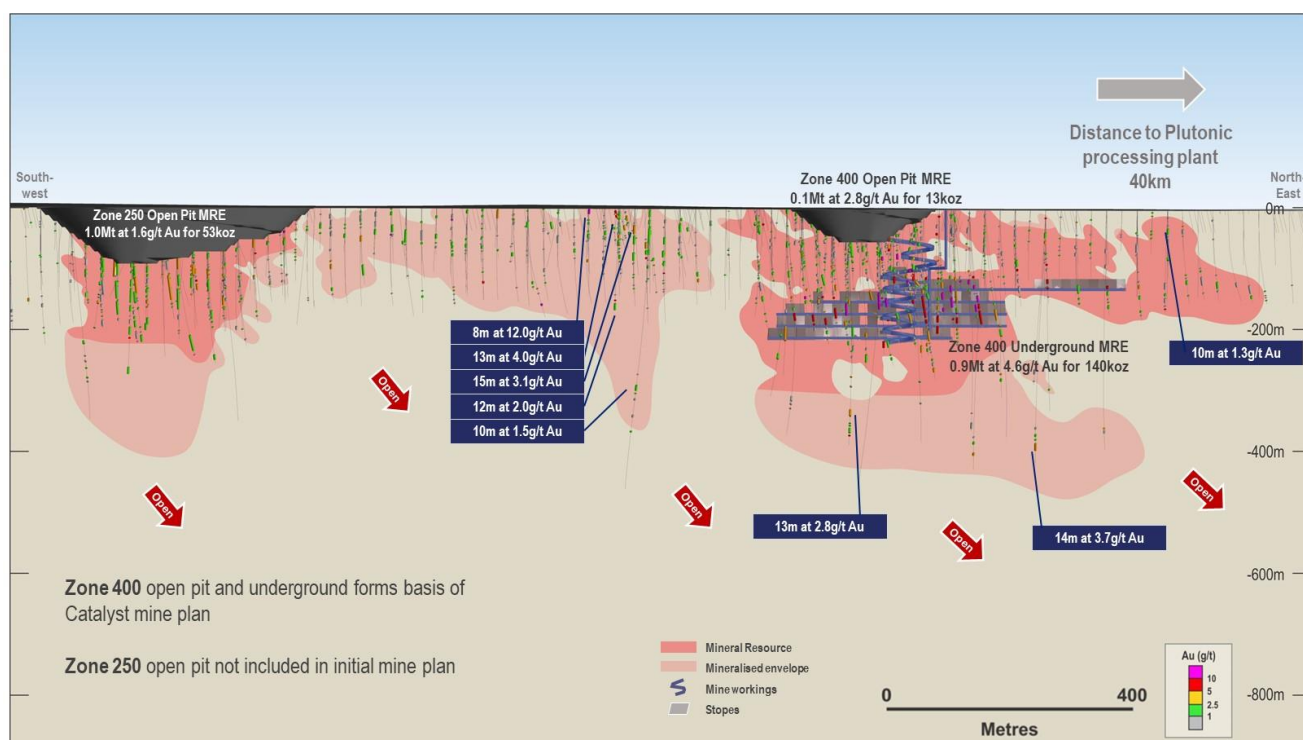 Distance to Plutonic
processing plant
40km
South-
west
North-
East
Zone 250 Open Pit MRE
1.0Mt at 1.6g/t Au for 53koz
Zone 400 Open Pit MRE
0.1Mt at 2.8g/t Au for 13koz
0m
-200m
8m at 12.0g/t Au
13m at 4.0g/t Au
15m at 3.1g/t Au
12m at 2.0g/t Au
10m at 1.5g/t Au
Zone 400 Underground MRE
0.9Mt at 4.6g/t Au for 140koz
10m at 1.3g/t Au
Open
-400m
Open
Open
Open
Open
13m at 2.8g/t Au
14m at 3.7g/t Au
-600m
Zone 400 open pit and underground forms basis of
Catalyst mine plan
Zone 250 open pit not included in initial mine plan
Mineral Resource
Mineralised envelope
Mine workings
Stopes
0
400
Metres
Au (g/t)
10
5
2.5
1
-800m